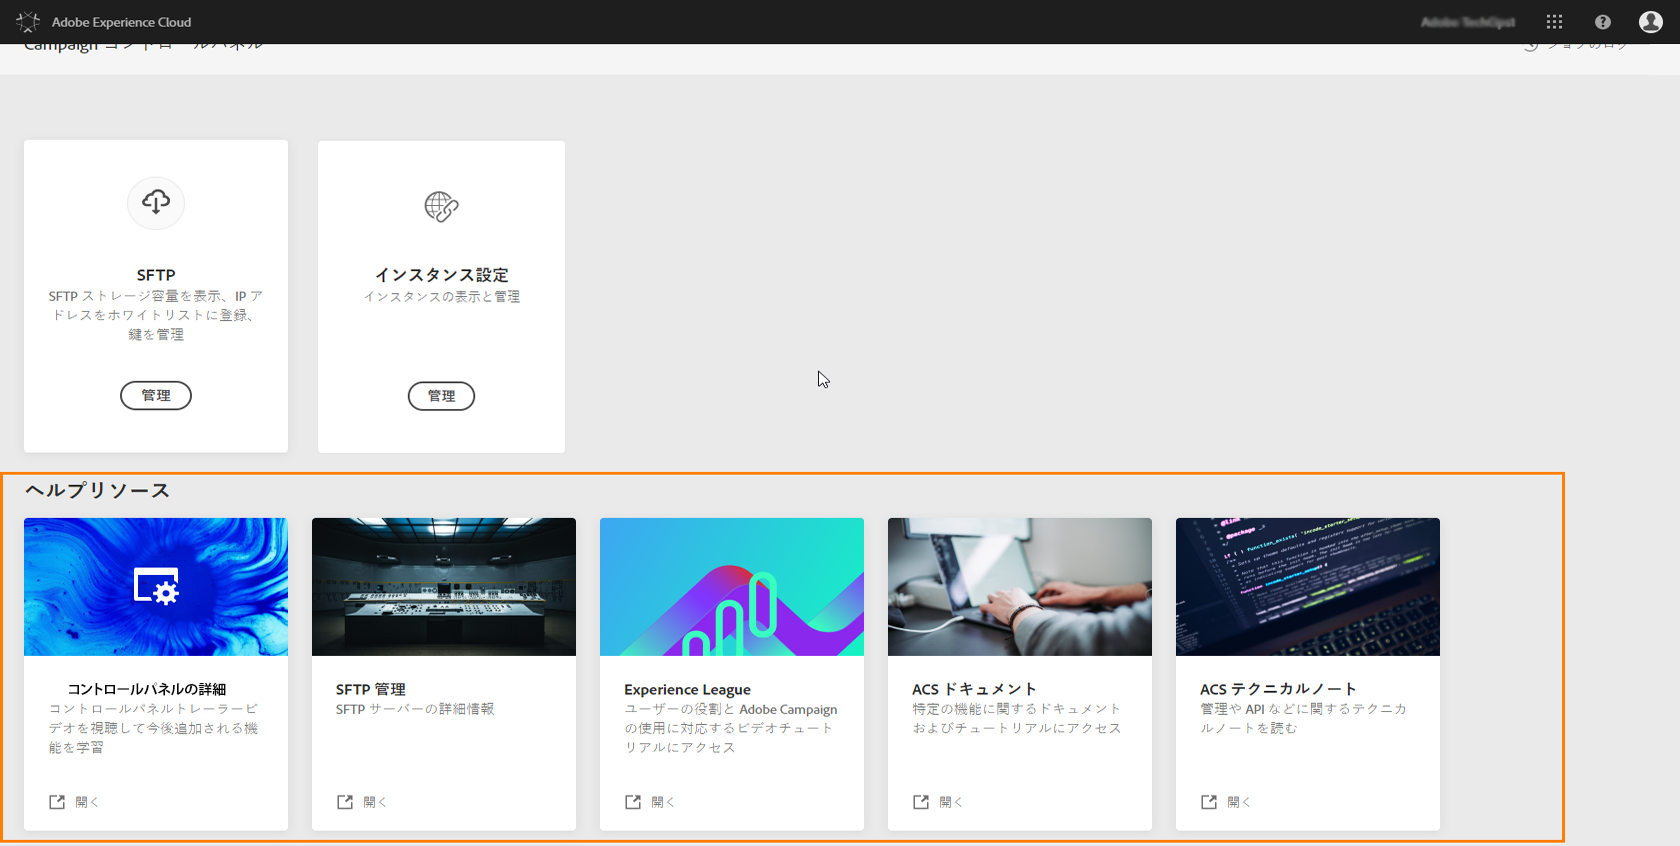 Adobe Experience Cloud
Campaign コントロールパネル
ジョブのログ
SFTP
SFTP ストレージ容量を表示、IP ア
ドレスをホワイトリストに登録、
鍵を管理
管理
インスタンス設定
インスタンスの表示と管理
管理
ヘルプリソース
コントロールパネルの詳細
コントロールパネルトレーラービ
デオを視聴して今後追加される機
能を学習
開く
SFTP 管理
SFTP サーバーの詳細情報
開く
Experience League
ユーザーの役割と Adobe Campaign
の使用に対応するビデオチュート
リアルにアクセス
開く
ACS ドキュメント
特定の機能に関するドキュメント
およびチュートリアルにアクセス
開く
ACS テクニカルノート
管理や API などに関するテクニカ
ルノートを読む
開く